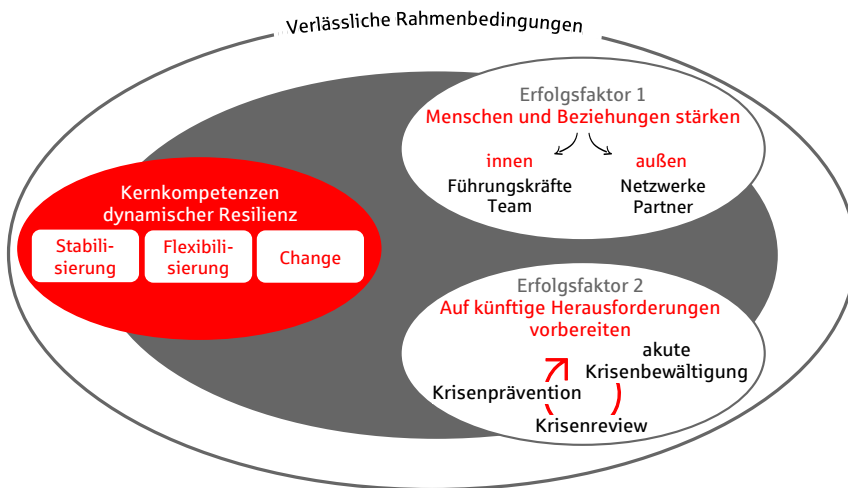 Verlässliche Rahmenbedingungen
Erfolgsfaktor 1
Menschen und Beziehungen stärken
innen
Führungskräfte
Team
außen
Netzwerke
Partner
Kernkompetenzen
dynamischer Resilienz
Stabili-
sierung
Flexibili-
sierung
Change
Erfolgsfaktor 2
Auf künftige Herausforderungen
vorbereiten
akute
Krisenbewältigung
Krisenprävention
Krisenreview